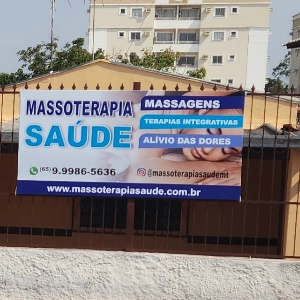 MASSOTERAPIA
SAÚDE
MASSAGENS
TERAPIAS INTEGRATIVAS
ALÍVIO DAS DORES
(65) 9.9986-5636
@massoterapiasaudemt
www.massoterapiasaude.com.br